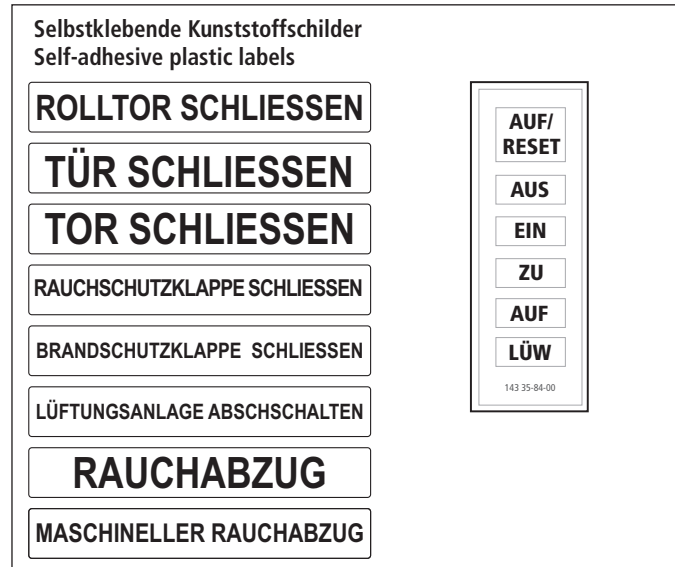 Selbstklebende Kunststoffschilder
Self-adhesive plastic labels
ROLLTOR SCHLIESSEN
TÜR SCHLIESSEN
TOR SCHLIESSEN
RAUCHSCHUTZKLAPPE SCHLIESSEN
BRANDSCHUTZKLAPPE SCHLIESSEN
LÜFTUNGSANLAGE ABSCHSCHALTEN
RAUCHABZUG
MASCHINELLER RAUCHABZUG
AUF/
RESET
AUS
EIN
ZU
AUF
LÜW
143 35-84-00